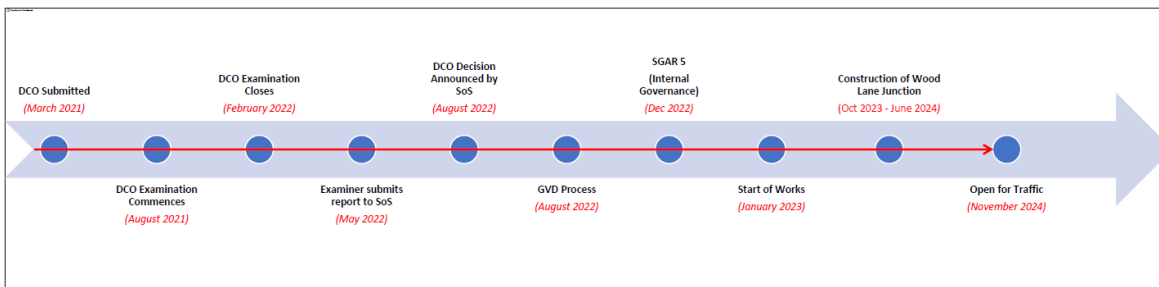 DCO Submitted
(March 2021)
DCO Examination
Commences
(August 2021)
DCO Examination
Closes
(February 2022)
Examiner submits
report to SoS
(May 2022)
DCO Decision
Announced by
SoS
(August 2022)
GVD Process
(August 2022)
SGAR 5
(Internal
Governance)
(Dec 2022)
Start of Works
(January 2023)
Construction of Wood
Lane Junction
(Oct 2023 - June 2024)
Open for Traffic
(November 2024)